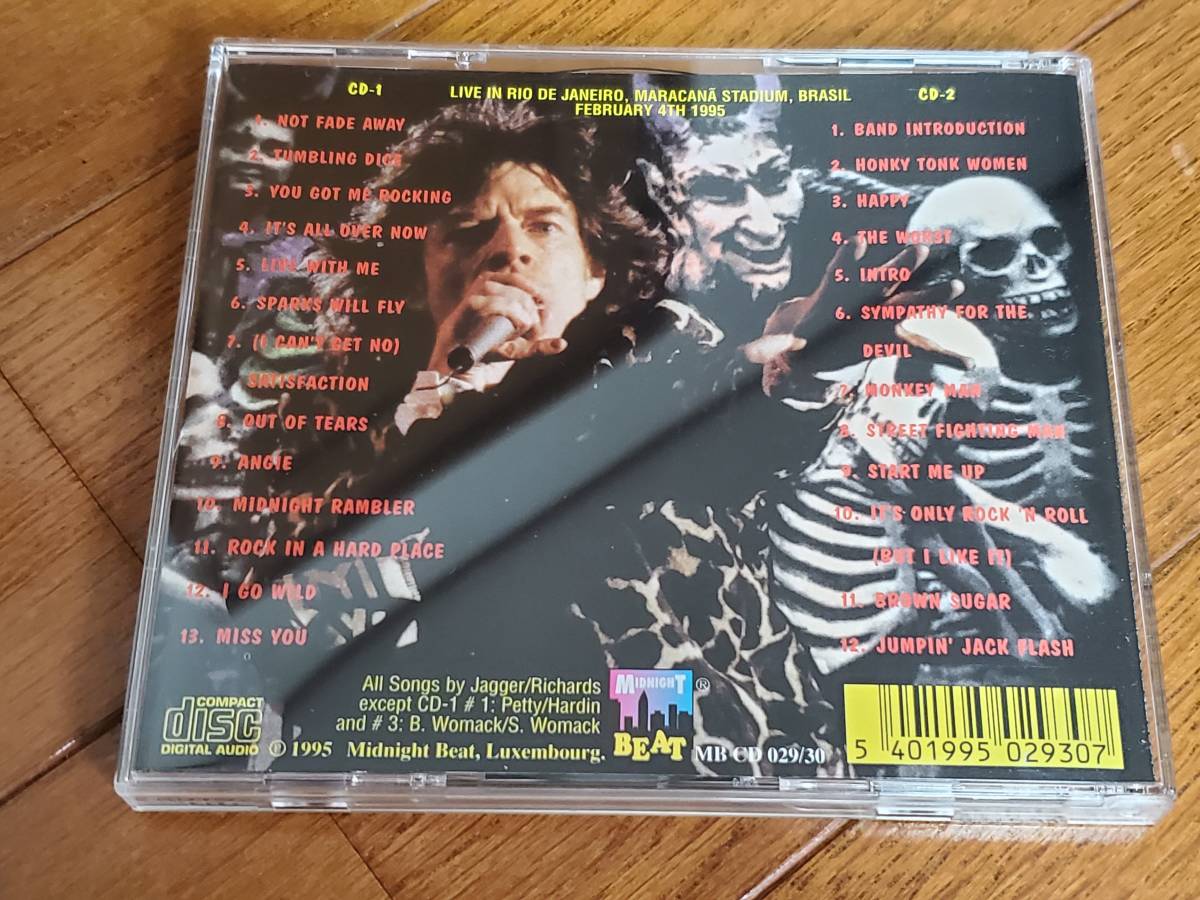 CD-1
LIVE IN RIO DE JANEIRO, MARACANÃ STADIUM, BRASIL
FEBRUARY 4TH 1995
CD-2
1. NOT FADE AWAY
2. TUMBLING DICE
3. YOU GOT ME ROCKING
4. IT'S ALL OVER NOW
5. LIVE WITH ME
6. SPARKS WILL FLY
7. (I CAN'T GET NO)
SATISFACTION
8. OUT OF TEARS
9. ANGIE
10. MIDNIGHT RAMBLER
11. ROCK IN A HARD PLACE
12. I GO WILD
13. MISS YOU
1. BAND INTRODUCTION
2. HONKY TONK WOMEN
3. HAPPY
4. THE WORST
5. INTRO
6. SYMPATHY FOR THE
DEVIL
7. MONKEY MAN
8. STREET FIGHTING MAN
9. START ME UP
10. IT'S ONLY ROCK 'N ROLL
(BUT I LIKE IT)
11. BROWN SUGAR
12. JUMPIN' JACK FLASH
All Songs by Jagger/Richards
except CD-1 # 1: Petty/Hardin
and # 3: B. Womack/S. Womack
COMPACT
disc
DIGITAL AUDIO
℗ 1995 Midnight Beat, Luxembourg.
MIDNIGHT ®
BEAT
MB CD 029/30
5 401995 029307